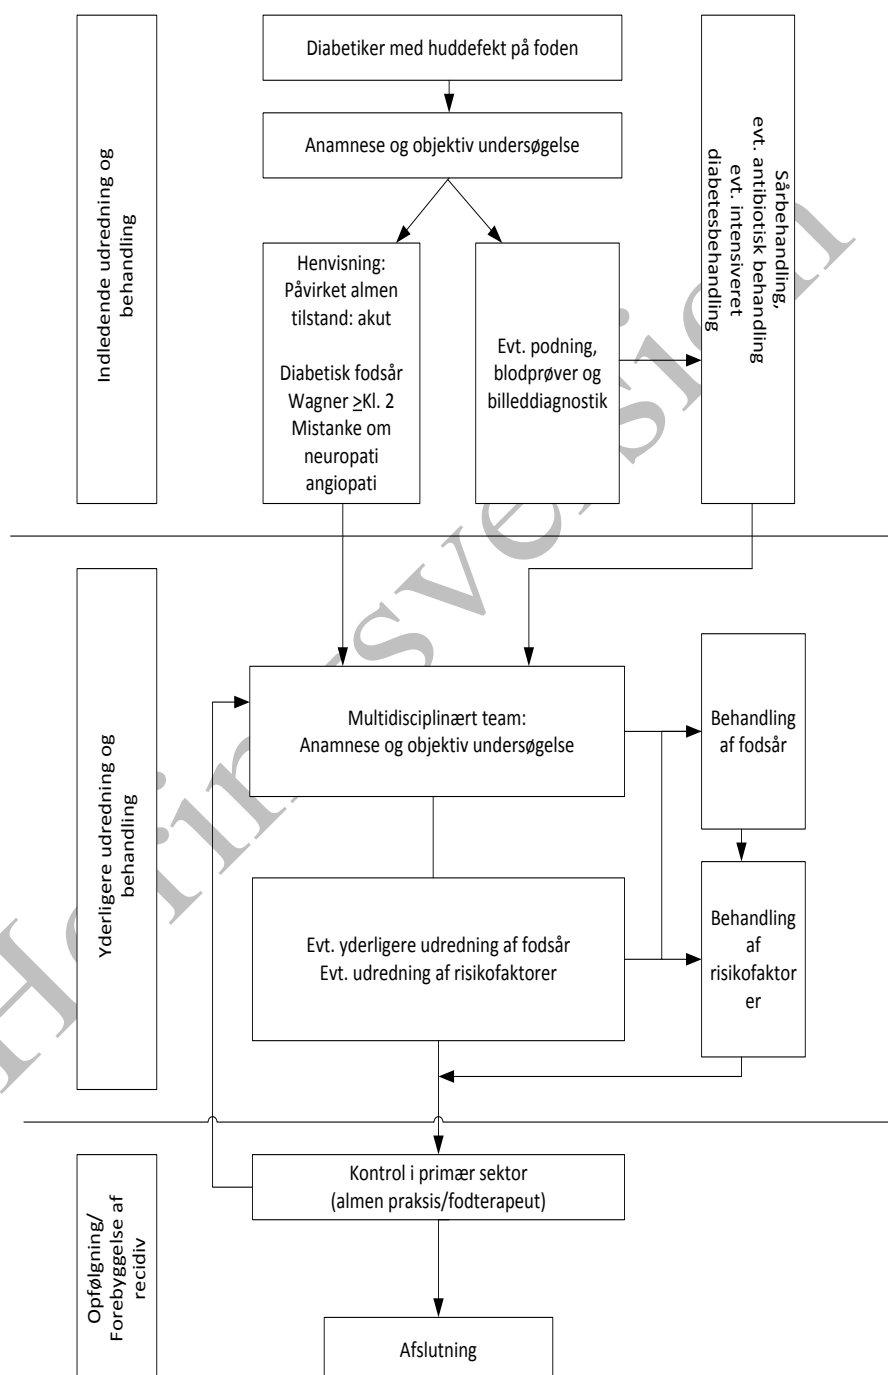 Indledende udredning og
behandling
Diabetiker med huddefekt på foden
Anamnese og objektiv undersøgelse
Henvisning:
Påvirket almen
tilstand: akut
Diabetisk fodsår
Wagner ≥Kl. 2
Mistanke om
neuropati
angiopati
Evt. podning,
blodprøver og
billeddiagnostik
Sårbehandling,
evt. antibiotisk behandling
evt. intensiveret
diabetesbehandling
Yderligere udredning og
behandling
Multidisciplinært team:
Anamnese og objektiv undersøgelse
Behandling
af fodsår
Evt. yderligere udredning af fodsår
Evt. udredning af risikofaktorer
Behandling
af
risikofaktor
er
Opfølgning/
Forebyggelse af
recidiv
Kontrol i primær sektor
(almen praksis/fodterapeut)
Afslutning